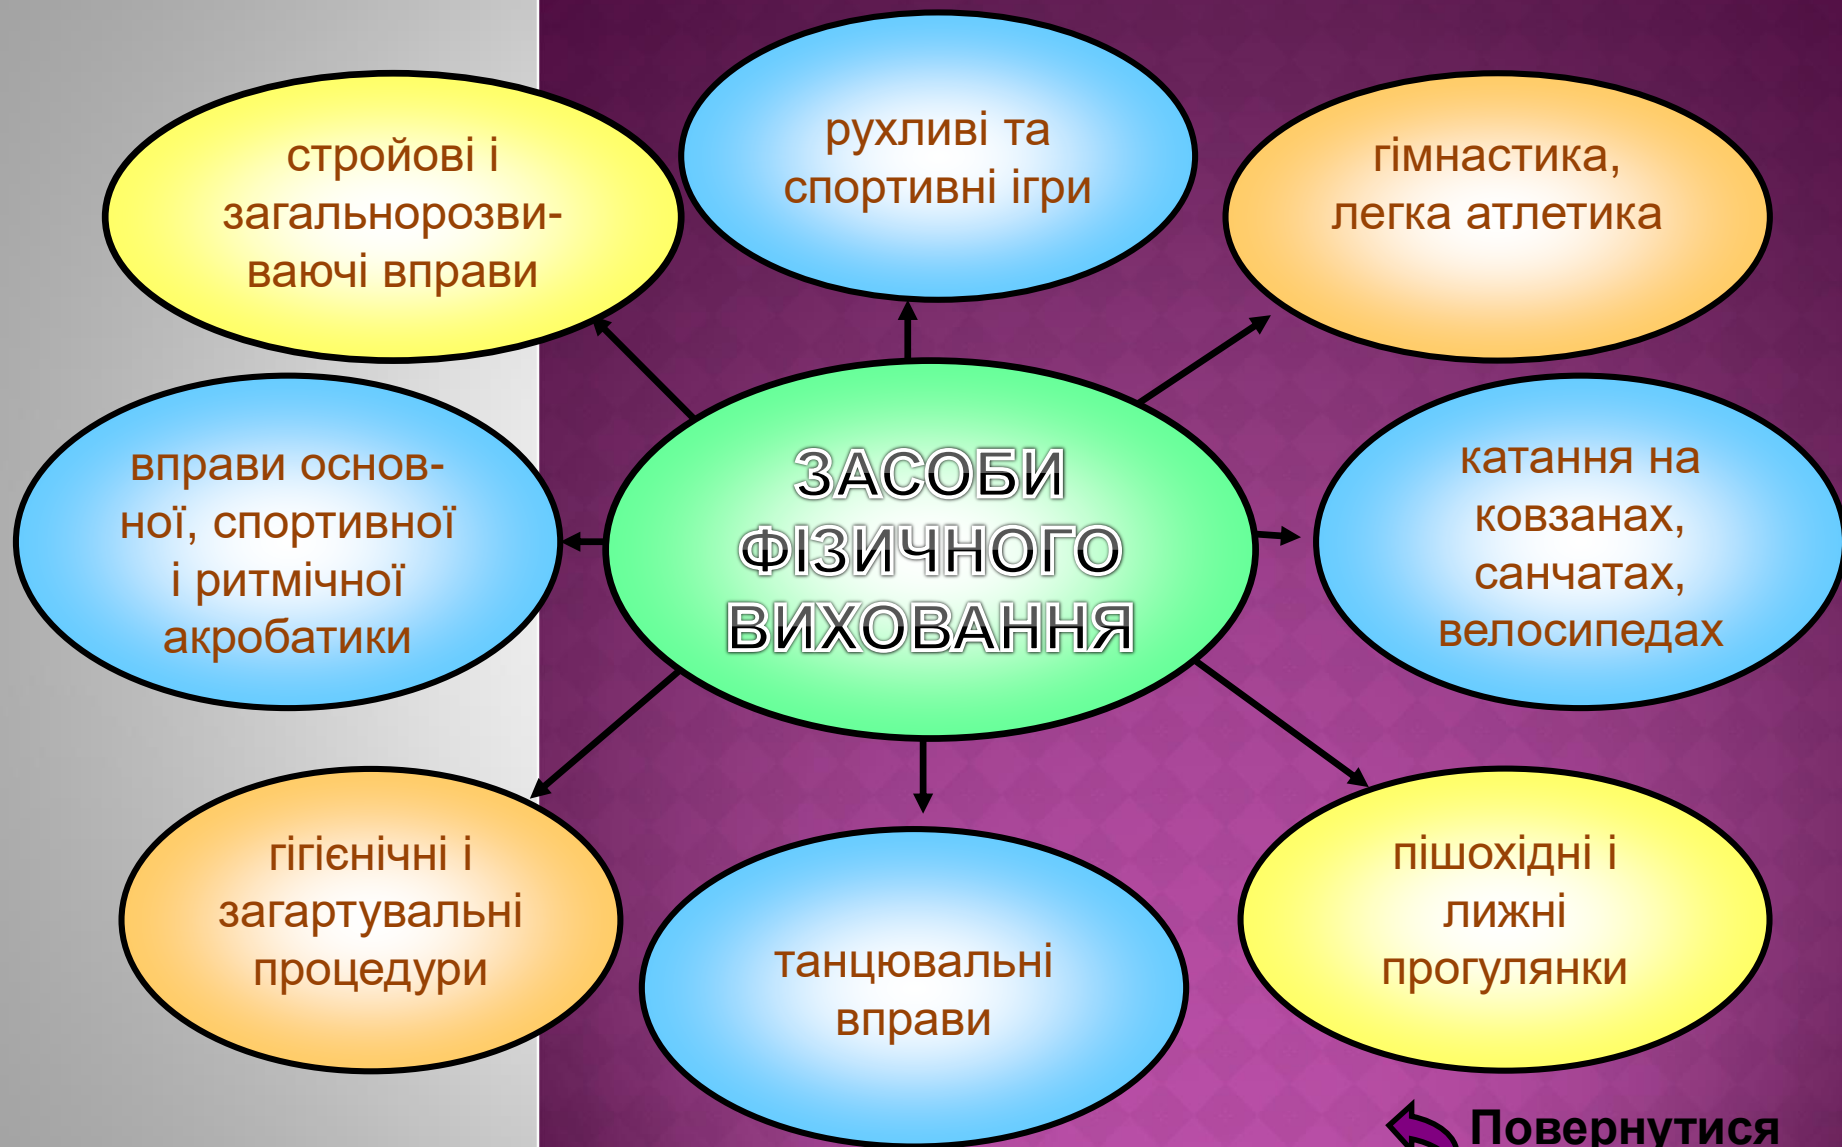 стройові і
загальнорозви-
ваючі вправи
рухливі та
спортивні ігри
гімнастика,
легка атлетика
вправи основ-
ної, спортивної
і ритмічної
акробатики
ЗАСОБИ
ФІЗИЧНОГО
ВИХОВАННЯ
катання на
ковзанах,
санчатах,
велосипедах
гігієнічні і
загартувальні
процедури
танцювальні
вправи
пішохідні і
лижні
прогулянки
Повернутися